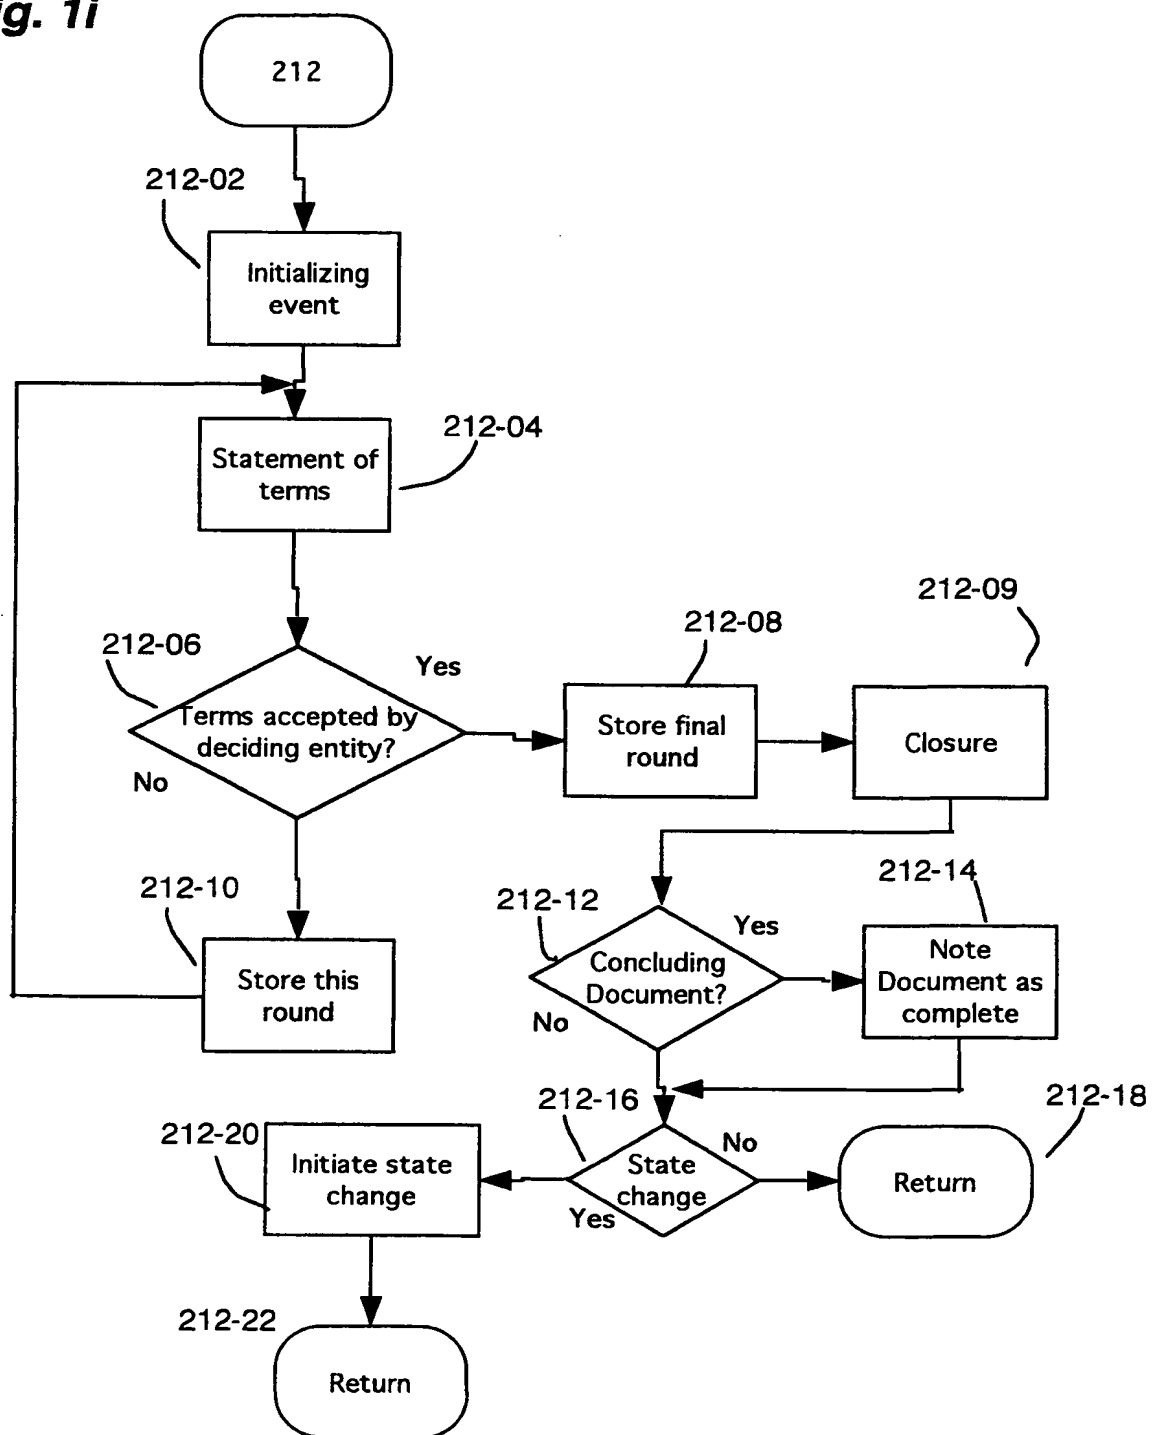 ig. 1i
212
212-02
Initializing
event
212-04
Statement of
terms
212-06
Terms accepted by
deciding entity?
Yes
No
212-08
Store final
round
212-09
Closure
212-10
Store this
round
212-12
Concluding
Document?
Yes
No
212-14
Note
Document as
complete
212-16
State
change
No
Yes
212-18
Return
212-20
Initiate state
change
212-22
Return